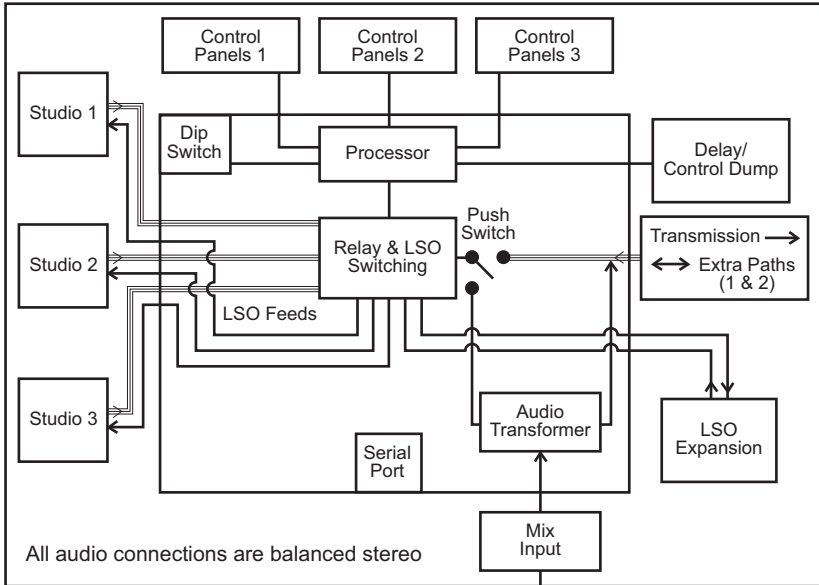 Control
Panels 1
Control
Panels 2
Control
Panels 3
Studio 1
Dip
Switch
Processor
Delay/
Control Dump
Studio 2
Relay & LSO
Switching
Push
Switch
Transmission
Extra Paths
(1 & 2)
LSO Feeds
Studio 3
Audio
Transformer
LSO
Expansion
Serial
Port
Mix
Input
All audio connections are balanced stereo